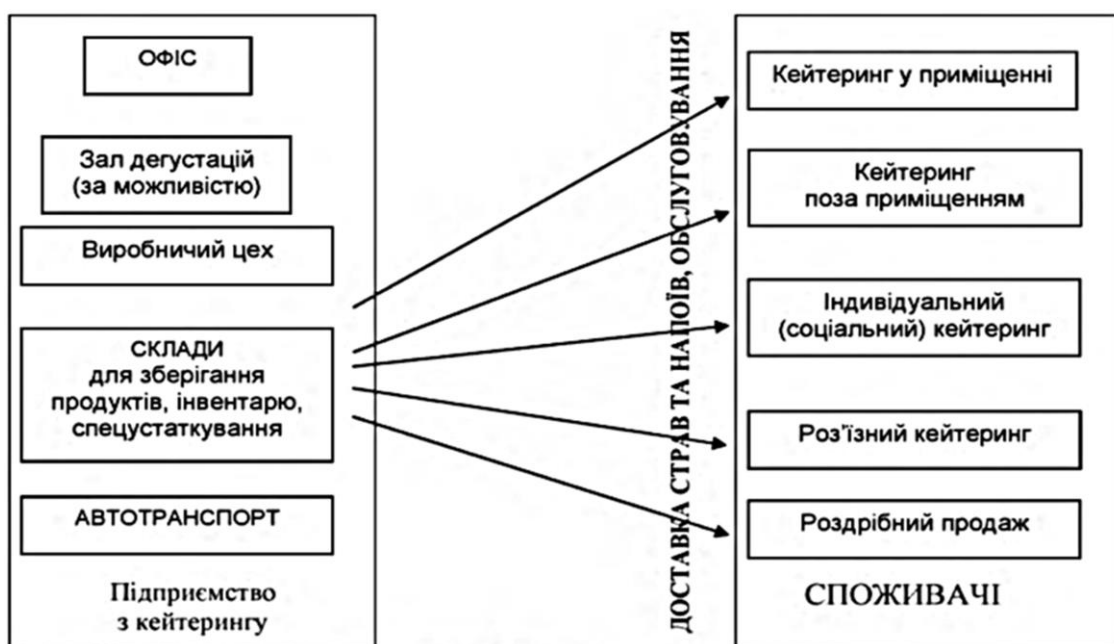 ОФІС
Зал дегустацій
(за можливістю)
Виробничий цех
СКЛАДИ
для зберігання
продуктів, інвентарю,
спецустаткування
АВТОТРАНСПОРТ
Підприємство
з кейтерингу
ДОСТАВКА СТРАВ ТА НАПОЇВ, ОБСЛУГОВУВАННЯ
Кейтеринг у приміщенні
Кейтеринг
поза приміщенням
Індивідуальний
(соціальний) кейтеринг
Роз’їзний кейтеринг
Роздрібний продаж
СПОЖИВАЧІ